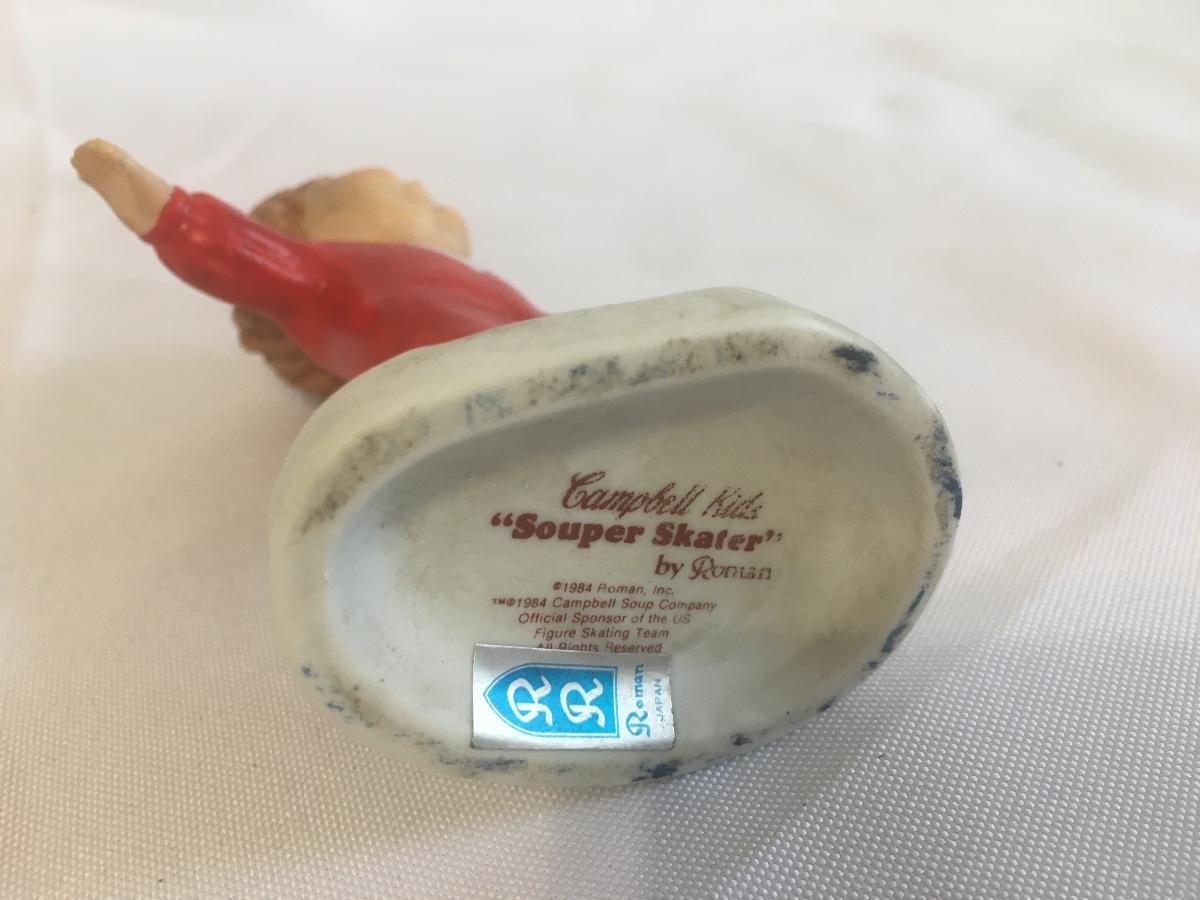 Campbell Kids
“Souper Skater”
by Roman
©1984 Roman, Inc.
™©1984 Campbell Soup Company
Official Sponsor of the US
Figure Skating Team
All Rights Reserved
R R
Roman
JAPAN